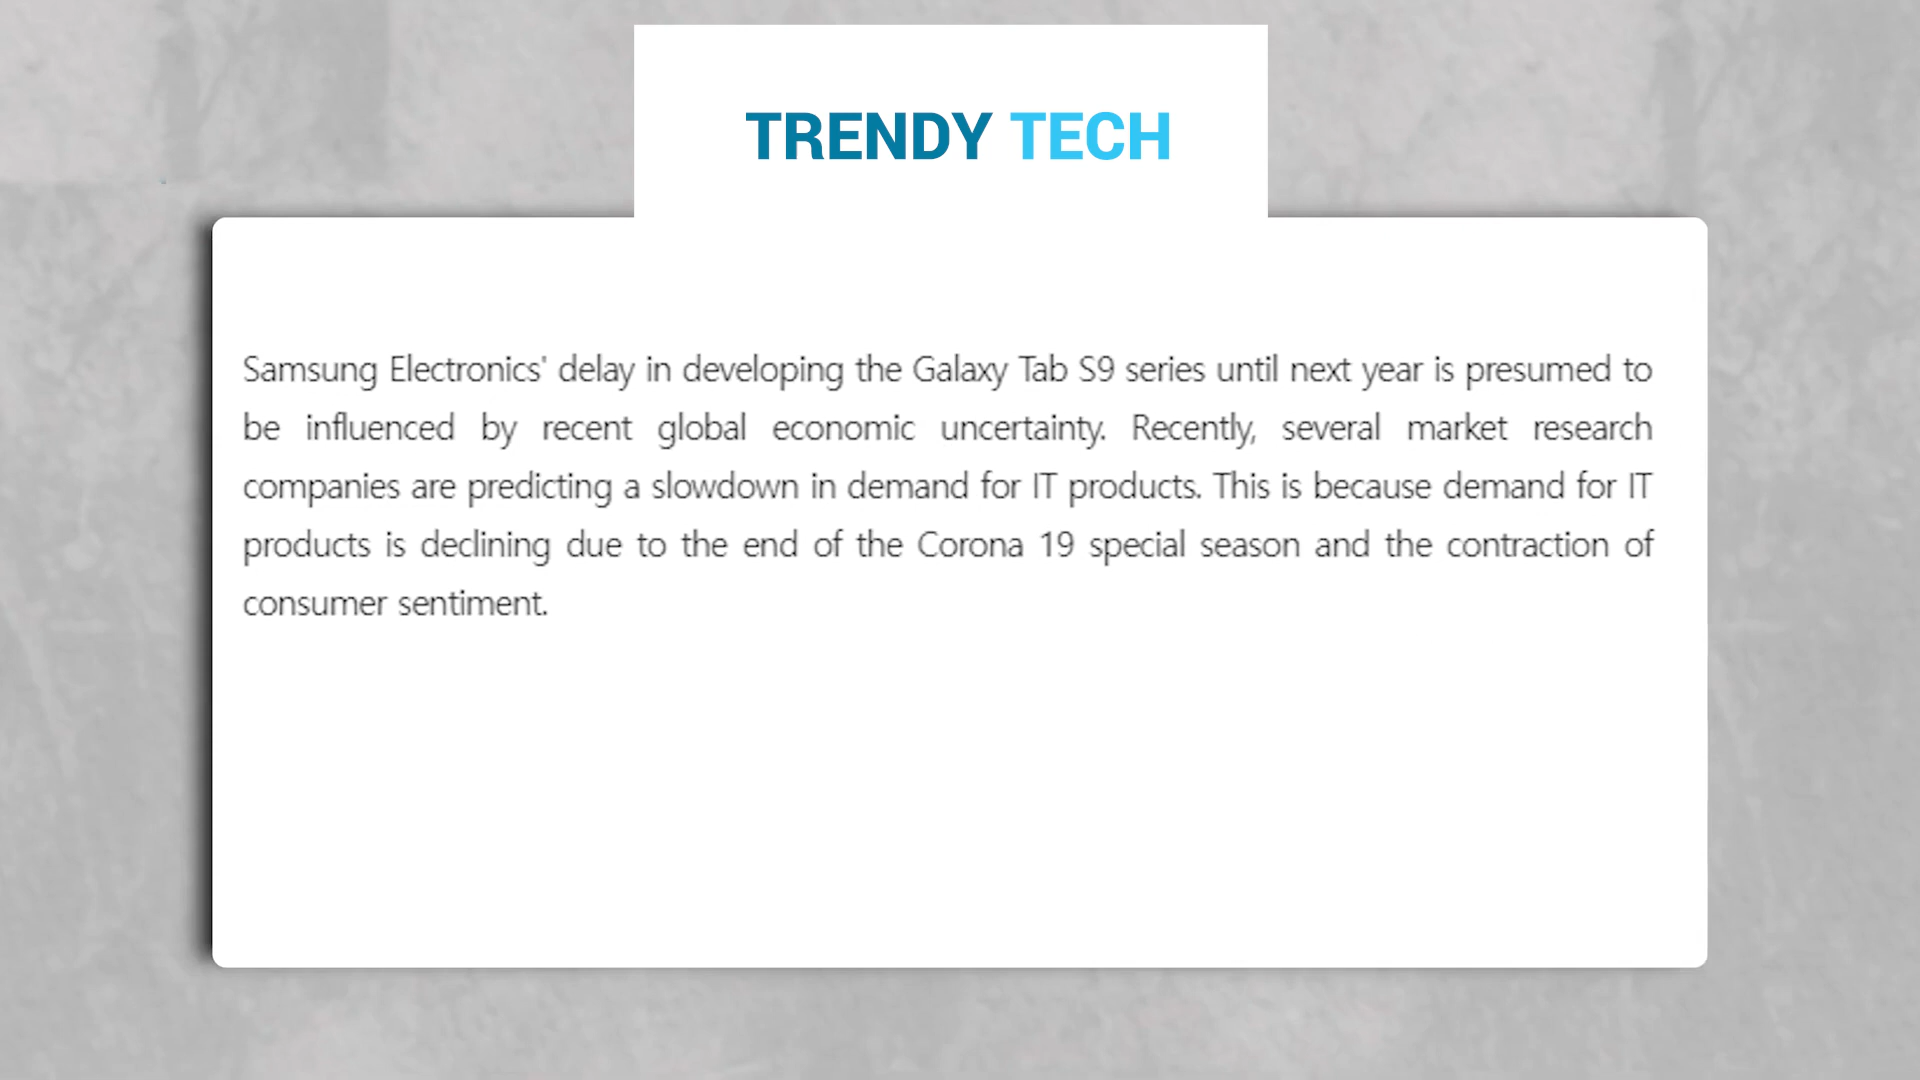 TRENDY TECH
Samsung Electronics' delay in developing the Galaxy Tab S9 series until next year is presumed to
be influenced by recent global economic uncertainty. Recently, several market research
companies are predicting a slowdown in demand for IT products. This is because demand for IT
products is declining due to the end of the Corona 19 special season and the contraction of
consumer sentiment.